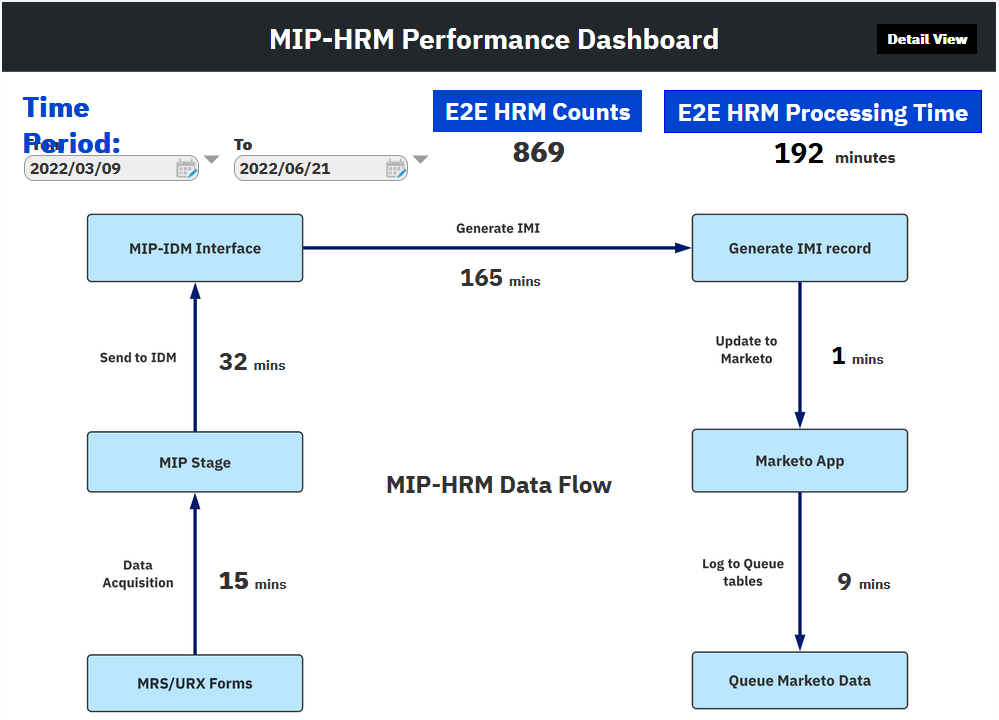 MIP-HRM Performance Dashboard
Detail View
Time
Period:
To
2022/03/09
2022/06/21
E2E HRM Counts
869
E2E HRM Processing Time
192 minutes
MIP-IDM Interface
Generate IMI
165 mins
Generate IMI record
Send to IDM
32 mins
Update to
Marketo
1 mins
MIP Stage
MIP-HRM Data Flow
Marketo App
Data
Acquisition
15 mins
Log to Queue
tables
9 mins
MRS/URX Forms
Queue Marketo Data